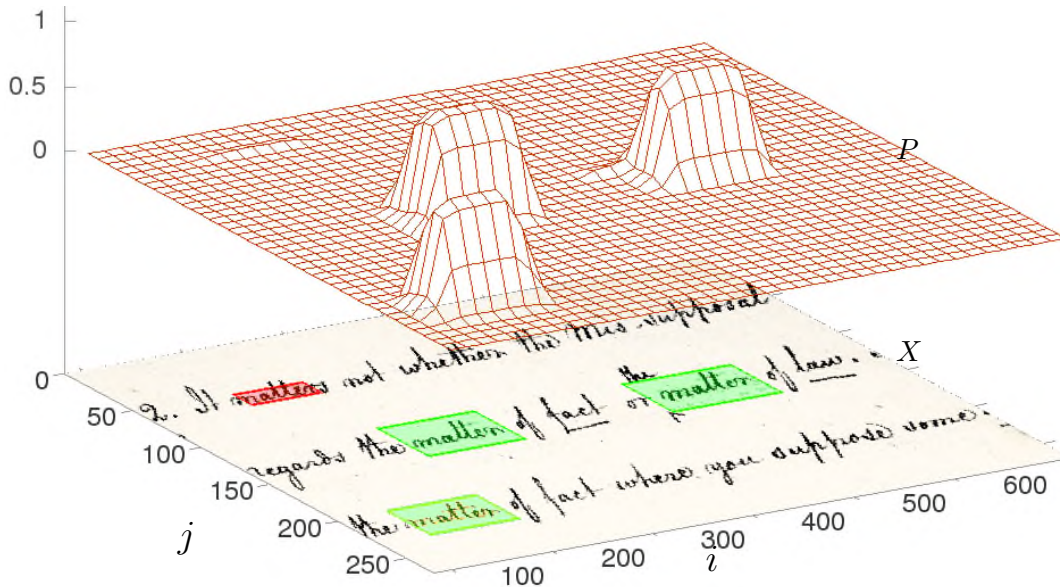 1
0.5
0
P
X
0
50
100
150
200
250
j
100
200
300
400
500
600
i
2. It matters not whether the Mis-supposal
the
regards the matter of fact or matter of law.
the matter of fact where you suppose some